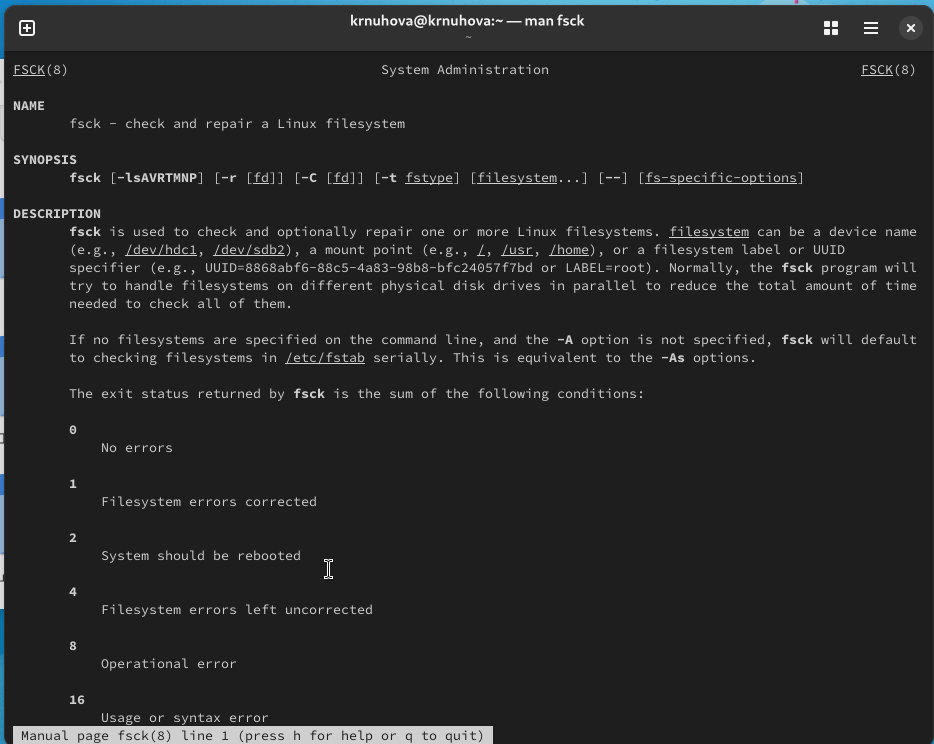 krnuhova@krnuhova:~ — man fsck
~
FSCK(8) System Administration FSCK(8)
NAME
fsck - check and repair a Linux filesystem
SYNOPSIS
fsck [-lsAVRTMNP] [-r [fd]] [-C [fd]] [-t fstype] [filesystem...] [--] [fs-specific-options]
DESCRIPTION
fsck is used to check and optionally repair one or more Linux filesystems. filesystem can be a device name
(e.g., /dev/hdc1, /dev/sdb2), a mount point (e.g., /, /usr, /home), or a filesystem label or UUID
specifier (e.g., UUID=8868abf6-88c5-4a83-98b8-bfc24057f7bd or LABEL=root). Normally, the fsck program will
try to handle filesystems on different physical disk drives in parallel to reduce the total amount of time
needed to check all of them.
If no filesystems are specified on the command line, and the -A option is not specified, fsck will default
to checking filesystems in /etc/fstab serially. This is equivalent to the -As options.
The exit status returned by fsck is the sum of the following conditions:
0
No errors
1
Filesystem errors corrected
2
System should be rebooted
4
Filesystem errors left uncorrected
8
Operational error
16
Usage or syntax error
Manual page fsck(8) line 1 (press h for help or q to quit)